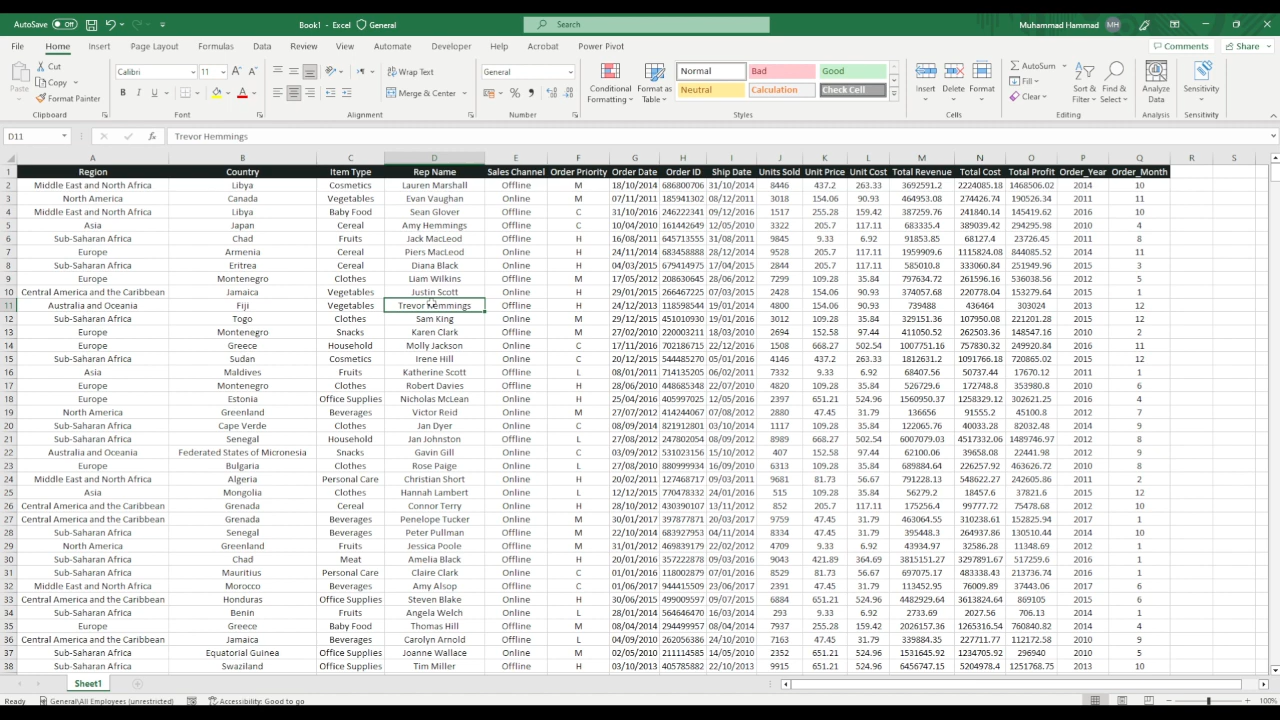 AutoSave Off Book1 - Excel General Search Muhammad Hammad MH
File Home Insert Page Layout Formulas Data Review View Automate Developer Help Acrobat Power Pivot Comments Share
Paste Cut Copy Format Painter Clipboard
Calibri 11 B I U A Font
Wrap Text Merge & Center Alignment
General % Number
Conditional Formatting Format as Table Normal Bad Good Neutral Calculation Check Cell Styles
Insert Delete Format Cells
AutoSum Fill Clear Sort & Filter Find & Select Editing
Analyze Data Analysis
Sensitivity Sensitivity
D11 fx Trevor Hemmings
A B C D E F G H I J K L M N O P Q R S
1 Region Country Item Type Rep Name Sales Channel Order Priority Order Date Order ID Ship Date Units Sold Unit Price Unit Cost Total Revenue Total Cost Total Profit Order_Year Order_Month
2 Middle East and North Africa Libya Cosmetics Lauren Marshall Offline M 18/10/2014 686800706 31/10/2014 8446 437.2 263.33 3692591.2 2224085.18 1468506.02 2014 10
3 North America Canada Vegetables Evan Vaughan Online M 07/11/2011 185941302 08/12/2011 3018 154.06 90.93 464953.08 274426.74 190526.34 2011 11
4 Middle East and North Africa Libya Baby Food Sean Glover Offline C 31/10/2016 246222341 09/12/2016 1517 255.28 159.42 387259.76 241840.14 145419.62 2016 10
5 Asia Japan Cereal Amy Hemmings Offline C 10/04/2010 161442649 12/05/2010 3322 205.7 117.11 683335.4 389039.42 294295.98 2010 4
6 Sub-Saharan Africa Chad Fruits Jack MacLeod Offline H 16/08/2011 645713555 31/08/2011 9845 9.33 6.92 91853.85 68127.4 23726.45 2011 8
7 Europe Armenia Cereal Piers MacLeod Online H 24/11/2014 683458888 28/12/2014 9528 205.7 117.11 1959909.6 1115824.08 844085.52 2014 11
8 Sub-Saharan Africa Eritrea Cereal Diana Black Online H 04/03/2015 679414975 17/04/2015 2844 205.7 117.11 585010.8 333060.84 251949.96 2015 3
9 Europe Montenegro Clothes Liam Wilkins Offline M 17/05/2012 208630645 28/06/2012 7299 109.28 35.84 797634.72 261596.16 536038.56 2012 5
10 Central America and the Caribbean Jamaica Vegetables Justin Scott Online H 29/01/2015 266467225 07/03/2015 2428 154.06 90.93 374057.68 220778.04 153279.64 2015 1
11 Australia and Oceania Fiji Vegetables Trevor Hemmings Offline H 24/12/2013 118598544 19/01/2014 4800 154.06 90.93 739488 436464 303024 2013 12
12 Sub-Saharan Africa Togo Clothes Sam King Online M 29/12/2015 451010930 19/01/2016 3012 109.28 35.84 329151.36 107950.08 221201.28 2015 12
13 Europe Montenegro Snacks Karen Clark Offline M 27/02/2010 220003211 18/03/2010 2694 152.58 97.44 411050.52 262503.36 148547.16 2010 2
14 Europe Greece Household Molly Jackson Online C 17/11/2016 702186715 22/12/2016 1508 668.27 502.54 1007751.16 757830.32 249920.84 2016 11
15 Sub-Saharan Africa Sudan Cosmetics Irene Hill Online C 20/12/2015 544485270 05/01/2016 4146 437.2 263.33 1812631.2 1091766.18 720865.02 2015 12
16 Asia Maldives Fruits Katherine Scott Offline L 08/01/2011 714135205 06/02/2011 7332 9.33 6.92 68407.56 50737.44 17670.12 2011 1
17 Europe Montenegro Clothes Robert Davies Offline H 28/06/2010 448685348 22/07/2010 4820 109.28 35.84 526729.6 172748.8 353980.8 2010 6
18 Europe Estonia Office Supplies Nicholas McLean Online H 25/04/2016 405997025 12/05/2016 2397 651.21 524.96 1560950.37 1258329.12 302621.25 2016 4
19 North America Greenland Beverages Victor Reid Online M 27/07/2012 414244067 07/08/2012 2880 47.45 31.79 136656 91555.2 45100.8 2012 7
20 Sub-Saharan Africa Cape Verde Clothes Jan Dyer Online C 08/09/2014 821912801 03/10/2014 1117 109.28 35.84 122065.76 40033.28 82032.48 2014 9
21 Sub-Saharan Africa Senegal Household Jan Johnston Offline L 27/08/2012 247802054 08/09/2012 8989 668.27 502.54 6007079.03 4517332.06 1489746.97 2012 8
22 Australia and Oceania Federated States of Micronesia Snacks Gavin Gill Online C 03/09/2012 531023156 15/10/2012 407 152.58 97.44 62100.06 39658.08 22441.98 2012 9
23 Europe Bulgaria Clothes Rose Paige Online L 27/08/2010 880999934 16/09/2010 6313 109.28 35.84 689884.64 226257.92 463626.72 2010 8
24 Middle East and North Africa Algeria Personal Care Christian Short Online H 20/02/2011 127468717 09/03/2011 9681 81.73 56.67 791228.13 548622.27 242605.86 2011 2
25 Asia Mongolia Clothes Hannah Lambert Online L 12/12/2015 770478332 24/01/2016 515 109.28 35.84 56279.2 18457.6 37821.6 2015 12
26 Central America and the Caribbean Grenada Cereal Connor Terry Online H 28/10/2012 430390107 13/11/2012 852 205.7 117.11 175256.4 99777.72 75478.68 2012 10
27 Central America and the Caribbean Grenada Beverages Penelope Tucker Online M 30/01/2017 397877871 20/03/2017 9759 47.45 31.79 463064.55 310238.61 152825.94 2017 1
28 Sub-Saharan Africa Senegal Beverages Peter Pullman Offline M 22/10/2014 683927953 04/11/2014 8334 47.45 31.79 395448.3 264937.86 130510.44 2014 10
29 North America Greenland Fruits Jessica Poole Online M 31/01/2012 469839179 22/02/2012 4709 9.33 6.92 43934.97 32586.28 11348.69 2012 1
30 Sub-Saharan Africa Chad Meat Amelia Black Offline H 20/01/2016 357222878 09/03/2016 9043 421.89 364.69 3815151.27 3297891.67 517259.6 2016 1
31 Sub-Saharan Africa Mauritius Personal Care Claire Clark Online C 01/01/2016 118002879 07/01/2016 8529 81.73 56.67 697075.17 483338.43 213736.74 2016 1
32 Middle East and North Africa Morocco Beverages Amy Alsop Online C 01/06/2017 944415509 23/06/2017 2391 47.45 31.79 113452.95 76009.89 37443.06 2017 6
33 Central America and the Caribbean Honduras Office Supplies Steven Blake Online H 30/06/2015 499009597 09/07/2015 6884 651.21 524.96 4482929.64 3613824.64 869105 2015 6
34 Sub-Saharan Africa Benin Fruits Angela Welch Online L 28/01/2014 564646470 16/03/2014 293 9.33 6.92 2733.69 2027.56 706.13 2014 1
35 Europe Greece Baby Food Thomas Hill Offline M 08/04/2014 294499957 08/04/2014 7937 255.28 159.42 2026157.36 1265316.54 760840.82 2014 4
36 Central America and the Caribbean Jamaica Beverages Carolyn Arnold Offline L 04/09/2010 262056386 24/10/2010 7163 47.45 31.79 339884.35 227711.77 112172.58 2010 9
37 Sub-Saharan Africa Equatorial Guinea Office Supplies Joanne Wallace Online M 02/05/2010 211114585 14/05/2010 2352 651.21 524.96 1531645.92 1234705.92 296940 2010 5
38 Sub-Saharan Africa Swaziland Office Supplies Tim Miller Offline H 03/10/2013 405785882 22/10/2013 9915 651.21 524.96 6456747.15 5204978.4 1251768.75 2013 10
Sheet1
General\All Employees (unrestricted) Accessibility: Good to go 100%